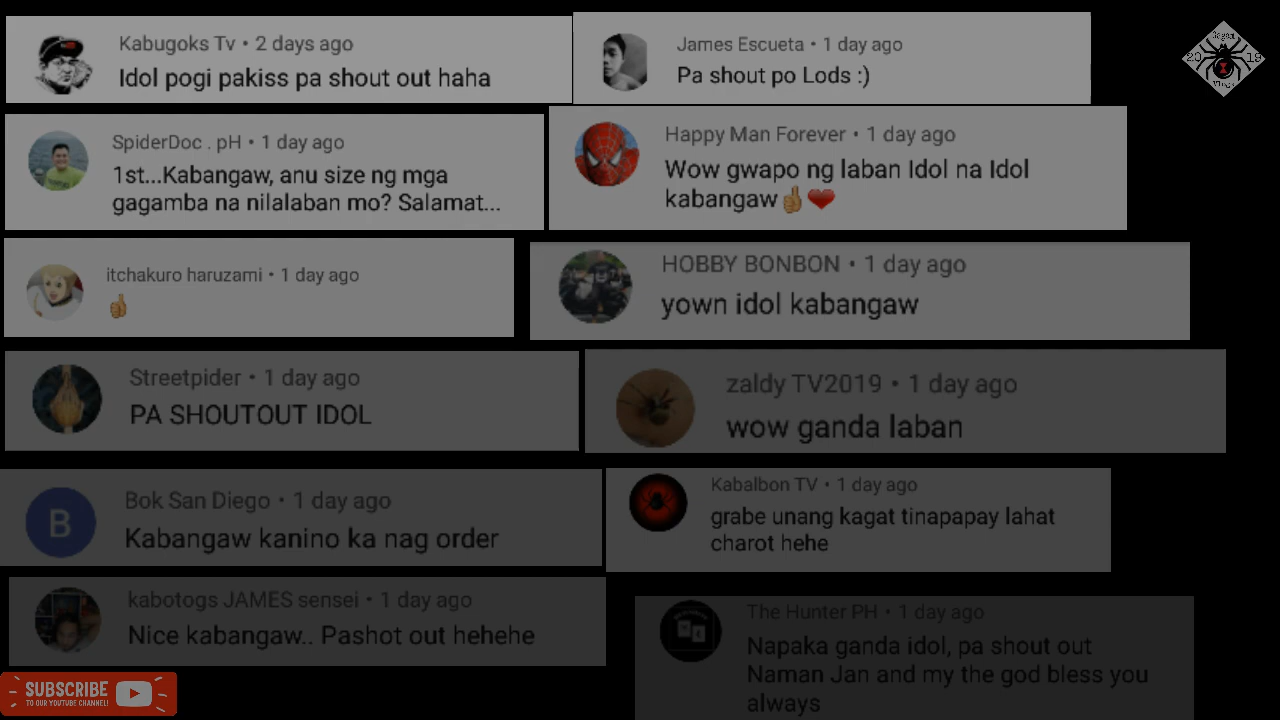 Kabugoks Tv • 2 days ago
Idol pogi pakiss pa shout out haha
James Escueta • 1 day ago
Pa shout po Lods :)
Gagam
20 19
Vlogs
SpiderDoc . pH • 1 day ago
1st...Kabangaw, anu size ng mga
gagamba na nilalaban mo? Salamat...
Happy Man Forever • 1 day ago
Wow gwapo ng laban Idol na Idol
kabangaw👍❤️
itchakuro haruzami • 1 day ago
👍
HOBBY BONBON • 1 day ago
yown idol kabangaw
Streetpider • 1 day ago
PA SHOUTOUT IDOL
zaldy TV2019 • 1 day ago
wow ganda laban
B
Bok San Diego • 1 day ago
Kabangaw kanino ka nag order
Kabalbon TV • 1 day ago
grabe unang kagat tinapapay lahat
charot hehe
kabotogs JAMES sensei • 1 day ago
Nice kabangaw.. Pashot out hehehe
The Hunter PH • 1 day ago
Napaka ganda idol, pa shout out
Naman Jan and my the god bless you
always
SUBSCRIBE
TO OUR YOUTUBE CHANNEL!